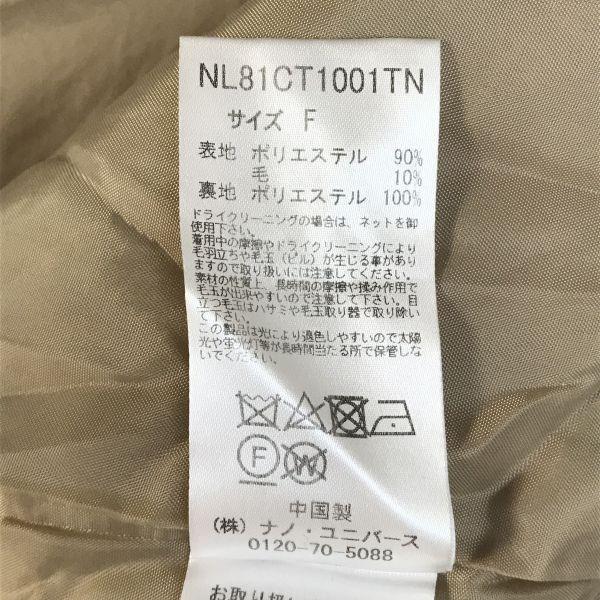 NL81CT1001TN
サイズ F
表地 ポリエステル 90%
毛 10%
裏地 ポリエステル 100%
ドライクリーニングの場合は、ネットを御
使用下さい。
着用中の摩擦やドライクリーニングにより
毛羽立ちや毛玉(ピル)が生じる事があり
ますので取り扱いには注意してください。
素材の性質上、長時間の摩擦や揉み作用で
毛玉が出来やすいので注意して下さい。目
立つ毛玉はハサミや毛玉取り器で取り除い
て下さい。
この製品は光により退色しやすいので太陽
光や蛍光灯等が長時間当たる所で保管しな
いでください。
F W
中国製
(株) ナノ・ユニバース
0120-70-5088
お取り扱